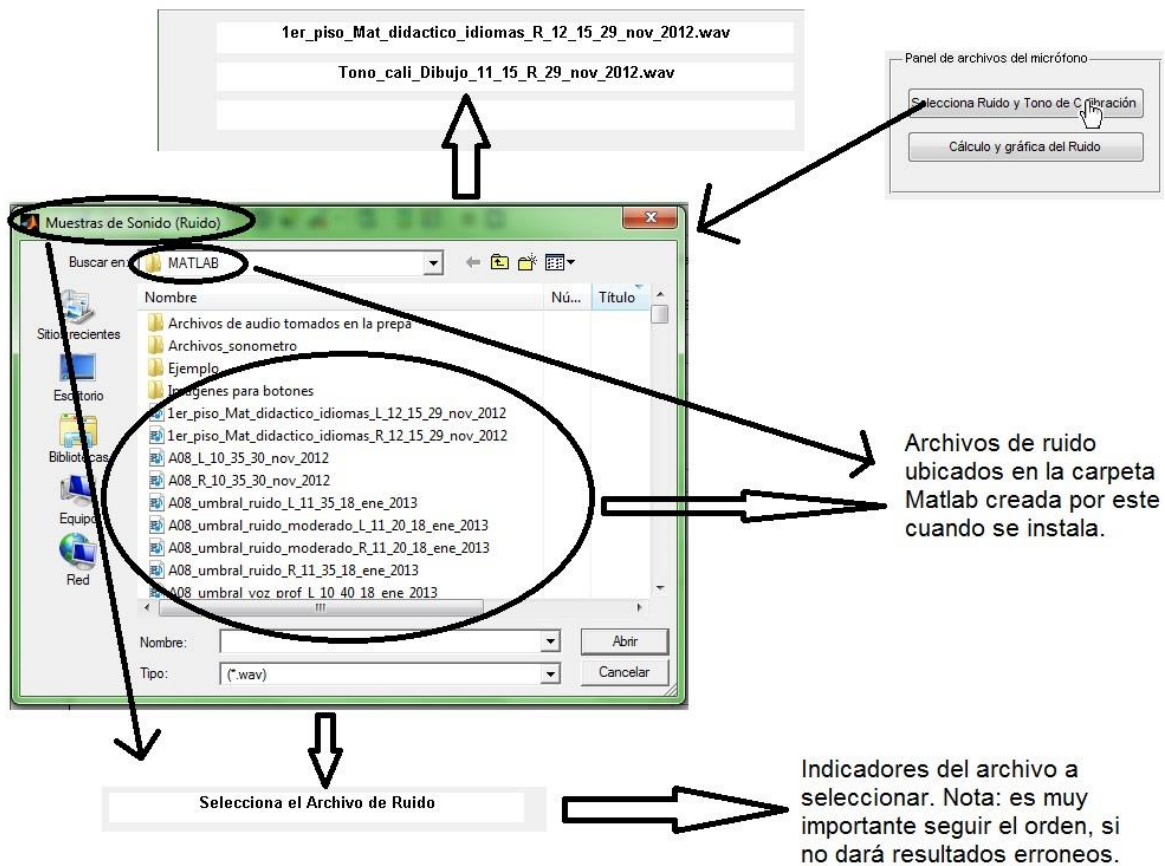 1er_piso_Mat_didactico_idiomas_R_12_15_29_nov_2012.wav
Tono_cali_Dibujo_11_15_R_29_nov_2012.wav
Panel de archivos del micrófono
Selecciona Ruido y Tono de Calibración
Cálculo y gráfica del Ruido
Muestras de Sonido (Ruido)
Buscar en:
MATLAB
Nombre
Nú...
Título
Sitios recientes
Escritorio
Bibliotecas
Equipo
Red
Archivos de audio tomados en la prepa
Archivos_sonometro
Ejemplo
Imagenes para botones
1er_piso_Mat_didactico_idiomas_L_12_15_29_nov_2012
1er_piso_Mat_didactico_idiomas_R_12_15_29_nov_2012
A08_L_10_35_30_nov_2012
A08_R_10_35_30_nov_2012
A08_umbral_ruido_L_11_35_18_ene_2013
A08_umbral_ruido_moderado_L_11_20_18_ene_2013
A08_umbral_ruido_moderado_R_11_20_18_ene_2013
A08_umbral_ruido_R_11_35_18_ene_2013
A08_umbral_voz_prof_L_10_40_18_ene_2013
Nombre:
Abrir
Tipo:
(*.wav)
Cancelar
Archivos de ruido
ubicados en la carpeta
Matlab creada por este
cuando se instala.
Selecciona el Archivo de Ruido
Indicadores del archivo a
seleccionar. Nota: es muy
importante seguir el orden, si
no dará resultados erroneos.